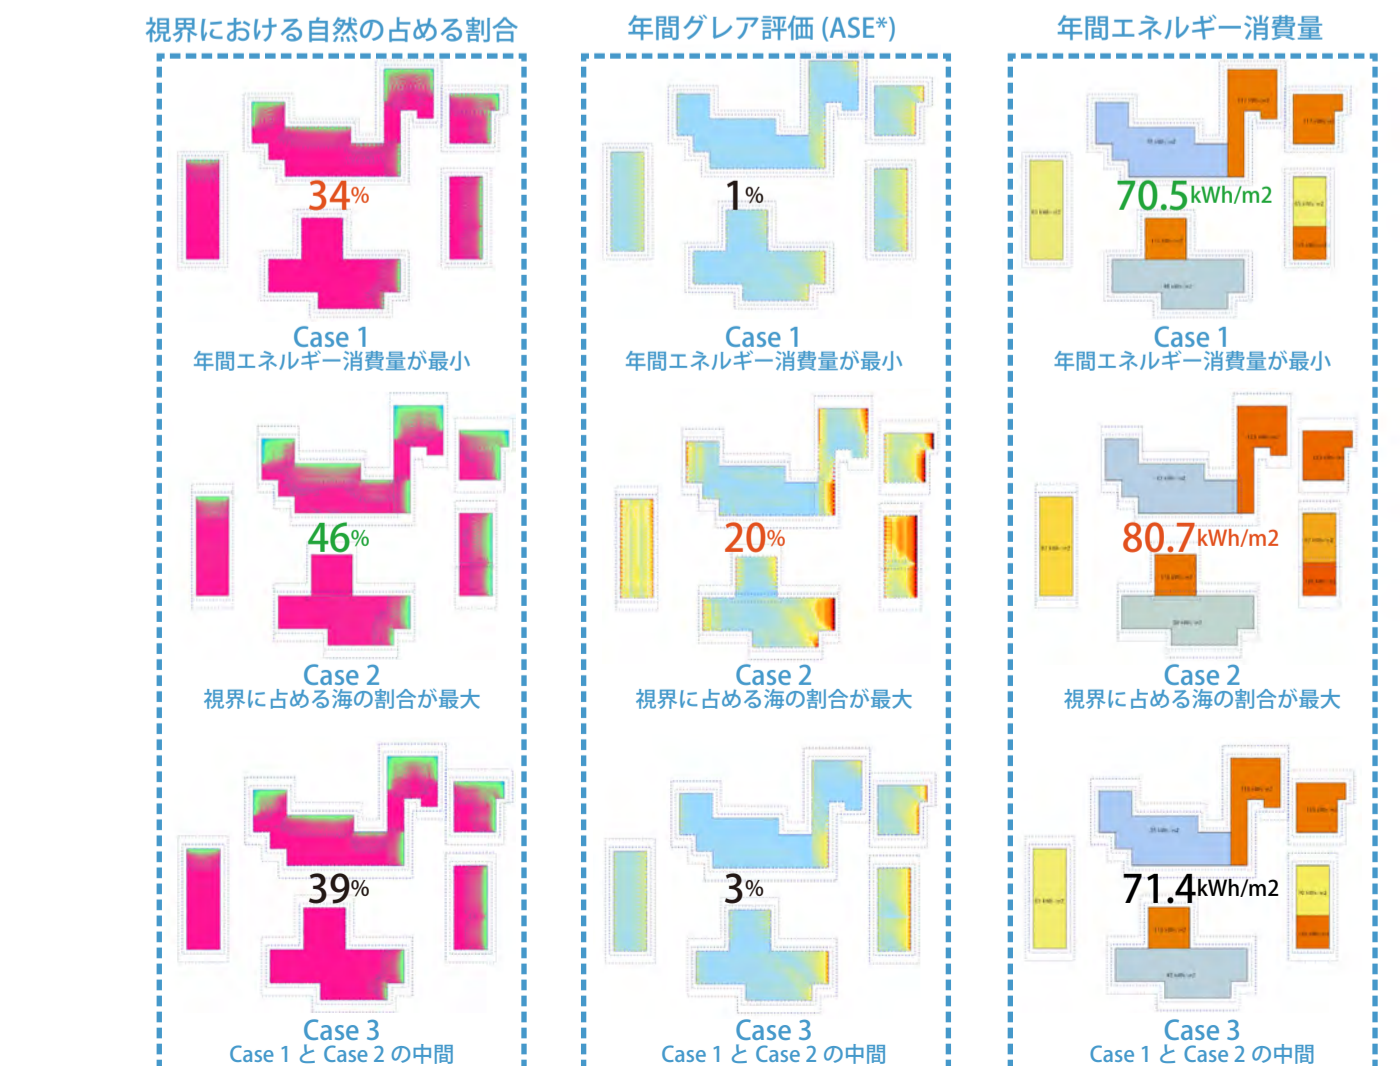 視界における自然の占める割合
年間グレア評価 (ASE*)
年間エネルギー消費量
34%
1%
70.5kWh/m2
Case 1
年間エネルギー消費量が最小
Case 1
年間エネルギー消費量が最小
Case 1
年間エネルギー消費量が最小
46%
20%
80.7kWh/m2
Case 2
視界に占める海の割合が最大
Case 2
視界に占める海の割合が最大
Case 2
視界に占める海の割合が最大
39%
3%
71.4kWh/m2
Case 3
Case 1 と Case 2 の中間
Case 3
Case 1 と Case 2 の中間
Case 3
Case 1 と Case 2 の中間